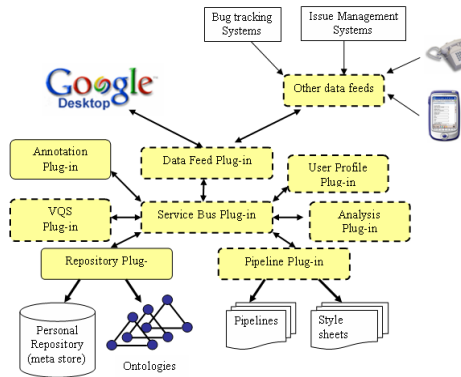 Bug tracking
Systems
Issue Management
Systems
Google
Desktop
Other data feeds
Annotation
Plug-in
Data Feed Plug-in
User Profile
Plug-in
VQS
Plug-in
Service Bus Plug-in
Analysis
Plug-in
Repository Plug-
Pipeline Plug-in
Personal
Repository
(meta store)
Ontologies
Pipelines
Style
sheets